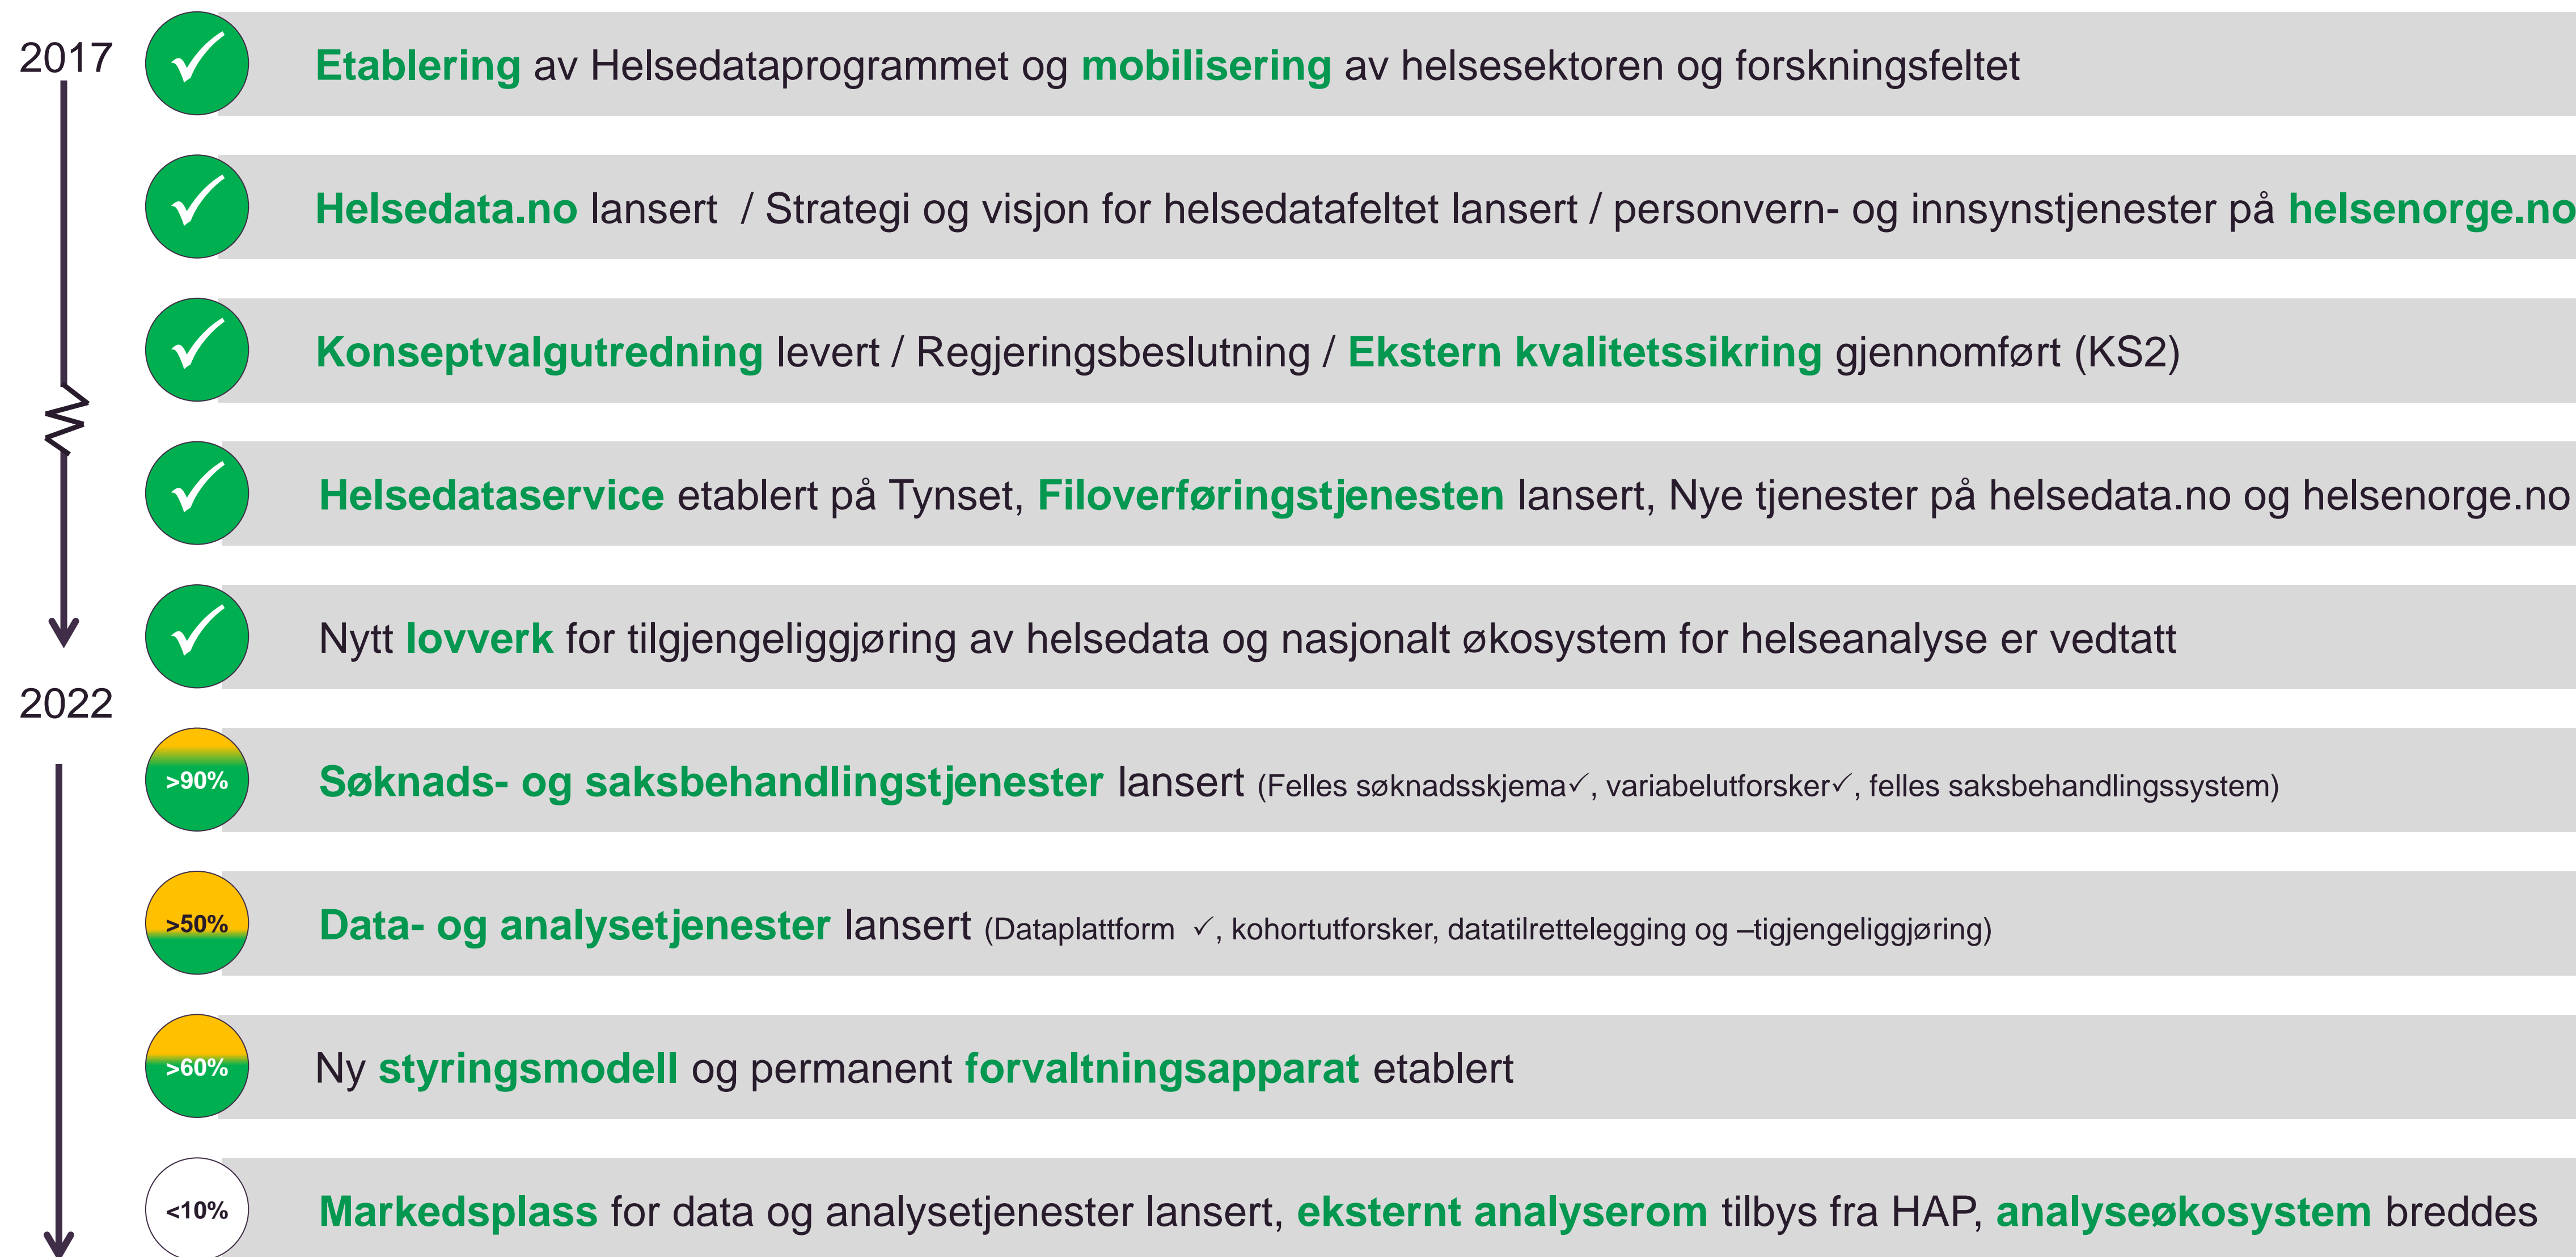 2017
Etablering av Helsedataprogrammet og mobilisering av helsesektoren og forskningsfeltet
Helsedata.no lansert / Strategi og visjon for helsedatafeltet lansert / personvern- og innsynstjenester på helsenorge.no
Konseptvalgutredning levert / Regjeringsbeslutning / Ekstern kvalitetssikring gjennomført (KS2)
Helsedataservice etablert på Tynset, Filoverføringstjenesten lansert, Nye tjenester på helsedata.no og helsenorge.no
Nytt lovverk for tilgjengeliggjøring av helsedata og nasjonalt økosystem for helseanalyse er vedtatt
2022
>90% Søknads- og saksbehandlingstjenester lansert (Felles søknadsskjema✓, variabelutforsker✓, felles saksbehandlingssystem)
>50% Data- og analysetjenester lansert (Dataplattform ✓, kohortutforsker, datatilrettelegging og –tigjengeliggjøring)
>60% Ny styringsmodell og permanent forvaltningsapparat etablert
<10% Markedsplass for data og analysetjenester lansert, eksternt analyserom tilbys fra HAP, analyseøkosystem breddes